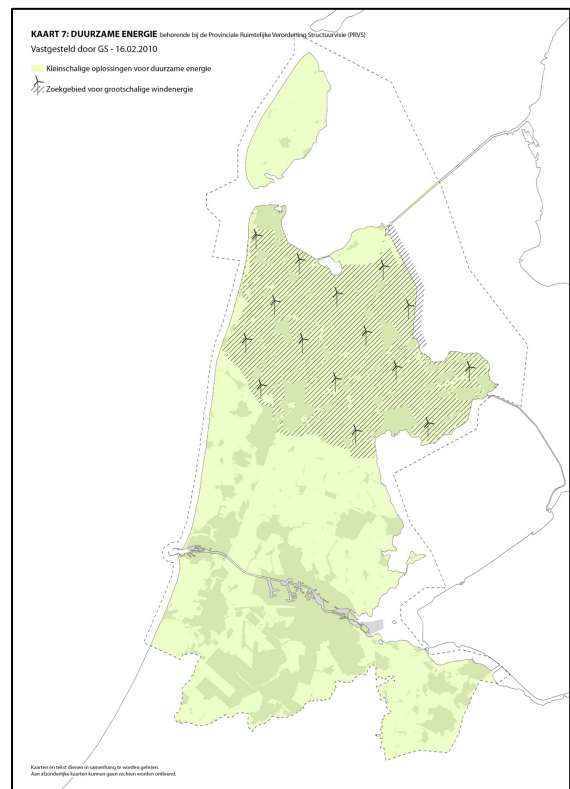 KAART 7: DUURZAME ENERGIE behorende bij de Provinciale Ruimtelijke Verordening Structuurvisie (PRVS)
Vastgesteld door GS - 16.02.2010
Kleinschalige oplossingen voor duurzame energie
Zoekgebied voor grootschalige windenergie
Kaarten en tekst dienen in samenhang te worden gelezen.
Aan afzonderlijke kaarten kunnen geen rechten worden ontleend.